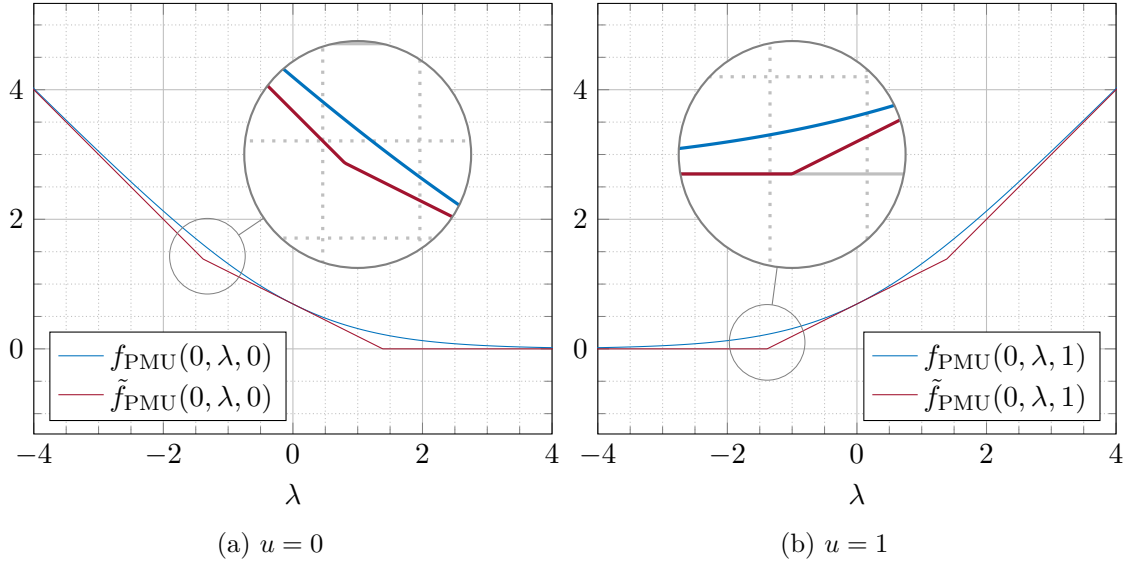 4
2
0
f_PMU(0, λ, 0)
f̃_PMU(0, λ, 0)
−4 −2 0 2 4
λ
(a) u = 0
4
2
0
f_PMU(0, λ, 1)
f̃_PMU(0, λ, 1)
−4 −2 0 2 4
λ
(b) u = 1